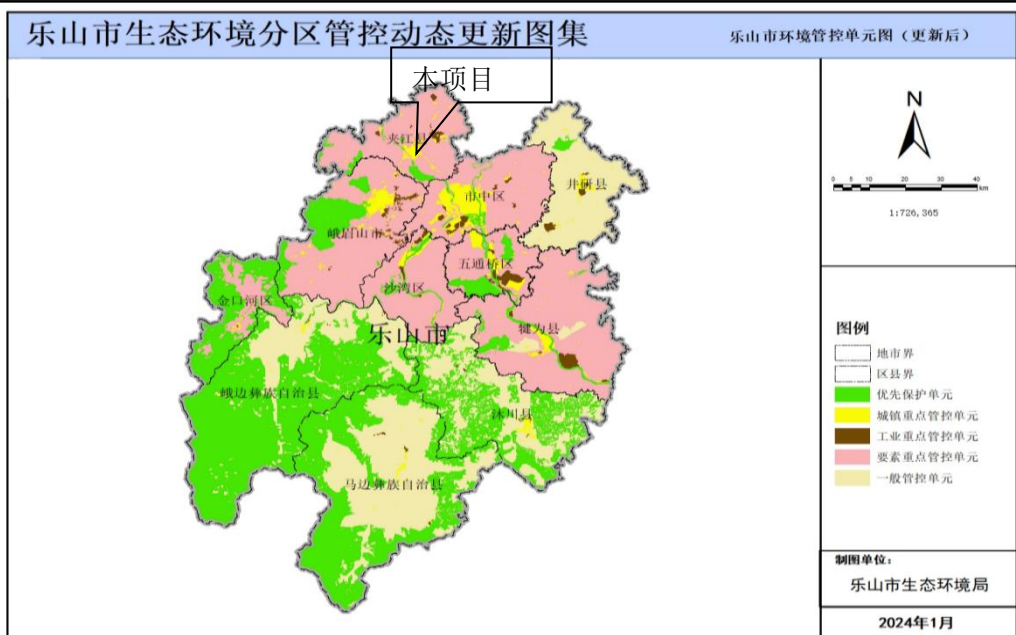 乐山市生态环境分区管控动态更新图集
乐山市环境管控单元图（更新后）
本项目
夹江县
井研县
市中区
峨眉山市
五通桥区
沙湾区
金口河区
犍为县
乐山市
峨边彝族自治县
沐川县
马边彝族自治县
N
0 5 10 20 30 40
km
1:726,365
图例
地市界
区县界
优先保护单元
城镇重点管控单元
工业重点管控单元
要素重点管控单元
一般管控单元
制图单位：
乐山市生态环境局
2024年1月